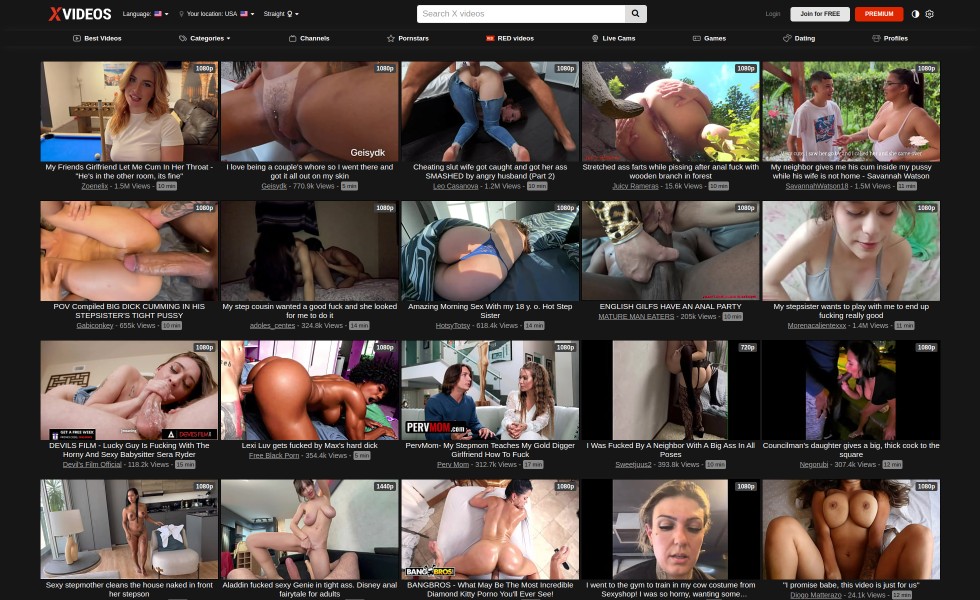 XVIDEOS
Language:
Your location: USA
Straight
Search X videos
Login
Join for FREE
PREMIUM
Best Videos
Categories
Channels
Pornstars
RED videos
Live Cams
Games
Dating
Profiles
1080p
1080p
Geisydk
1080p
1080p
1080p
My Friends Girlfriend Let Me Cum In Her Throat -
"He's in the other room, its fine"
Zoenelix - 1.5M Views - 10 min
I love being a couple's whore so I went there and
got it all out on my skin
Geisydk - 770.9k Views - 5 min
Cheating slut wife got caught and got her ass
SMASHED by angry husband (Part 2)
Leo Casanova - 1.2M Views - 10 min
Stretched ass farts while pissing after anal fuck with
wooden branch in forest
Juicy Rameras - 15.6k Views - 10 min
My neighbor gives me his cum inside my pussy
while his wife is not home - Savannah Watson
SavannahWatson18 - 1.5M Views - 11 min
1080p
1080p
1080p
1080p
1080p
POV Compiled BIG DICK CUMMING IN HIS
STEPSISTER'S TIGHT PUSSY
Gabiconkey - 655k Views - 10 min
My step cousin wanted a good fuck and she looked
for me to do it
adoles_centes - 324.8k Views - 14 min
Amazing Morning Sex With my 18 y. o. Hot Step
Sister
HotsyTotsy - 618.4k Views - 14 min
ENGLISH GILFS HAVE AN ANAL PARTY
MATURE MAN EATERS - 205k Views - 10 min
My stepsister wants to play with me to end up
fucking really good
Morenacalientexxx - 1.4M Views - 11 min
1080p
GET A FREE WEEK
DEVILS FILM
1080p
1080p
PERVMOM.com
720p
1080p
DEVILS FILM - Lucky Guy Is Fucking With The
Horny And Sexy Babysitter Sera Ryder
Devil's Film Official - 118.2k Views - 15 min
Lexi Luv gets fucked by Max's hard dick
Free Black Porn - 354.4k Views - 5 min
PervMom- My Stepmom Teaches My Gold Digger
Girlfriend How To Fuck
Perv Mom - 312.7k Views - 17 min
I Was Fucked By A Neighbor With A Big Ass In All
Poses
Sweetjuus2 - 393.8k Views - 10 min
Councilman's daughter gives a big, thick cock to the
square
Negorubi - 307.4k Views - 12 min
1080p
1440p
1080p
BANGBROS!
1080p
1080p
Sexy stepmother cleans the house naked in front
her stepson
Aladdin fucked sexy Genie in tight ass. Disney anal
fairytale for adults
BANGBROS - What May Be The Most Incredible
Diamond Kitty Porno You'll Ever See!
I went to the gym to train in my cow costume from
Sexyshop! I was so horny, wanting some…
"I promise babe, this video is just for us"
Diogo Matterazo - 24.1k Views - 12 min